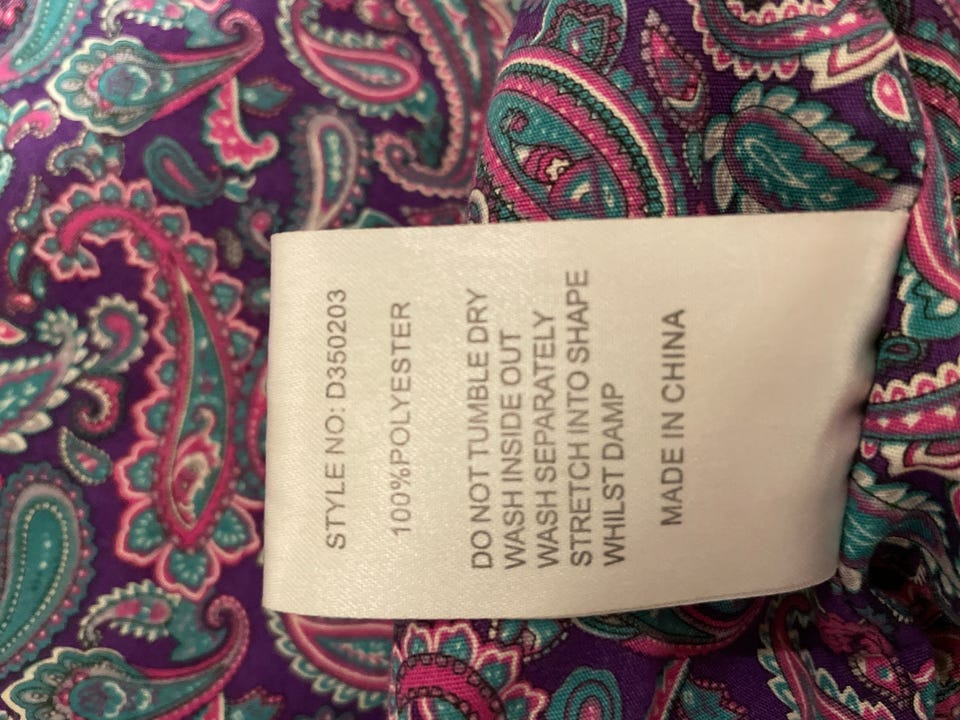 STYLE NO: D350203
100%POLYESTER
DO NOT TUMBLE DRY
WASH INSIDE OUT
WASH SEPARATELY
STRETCH INTO SHAPE
WHILST DAMP
MADE IN CHINA